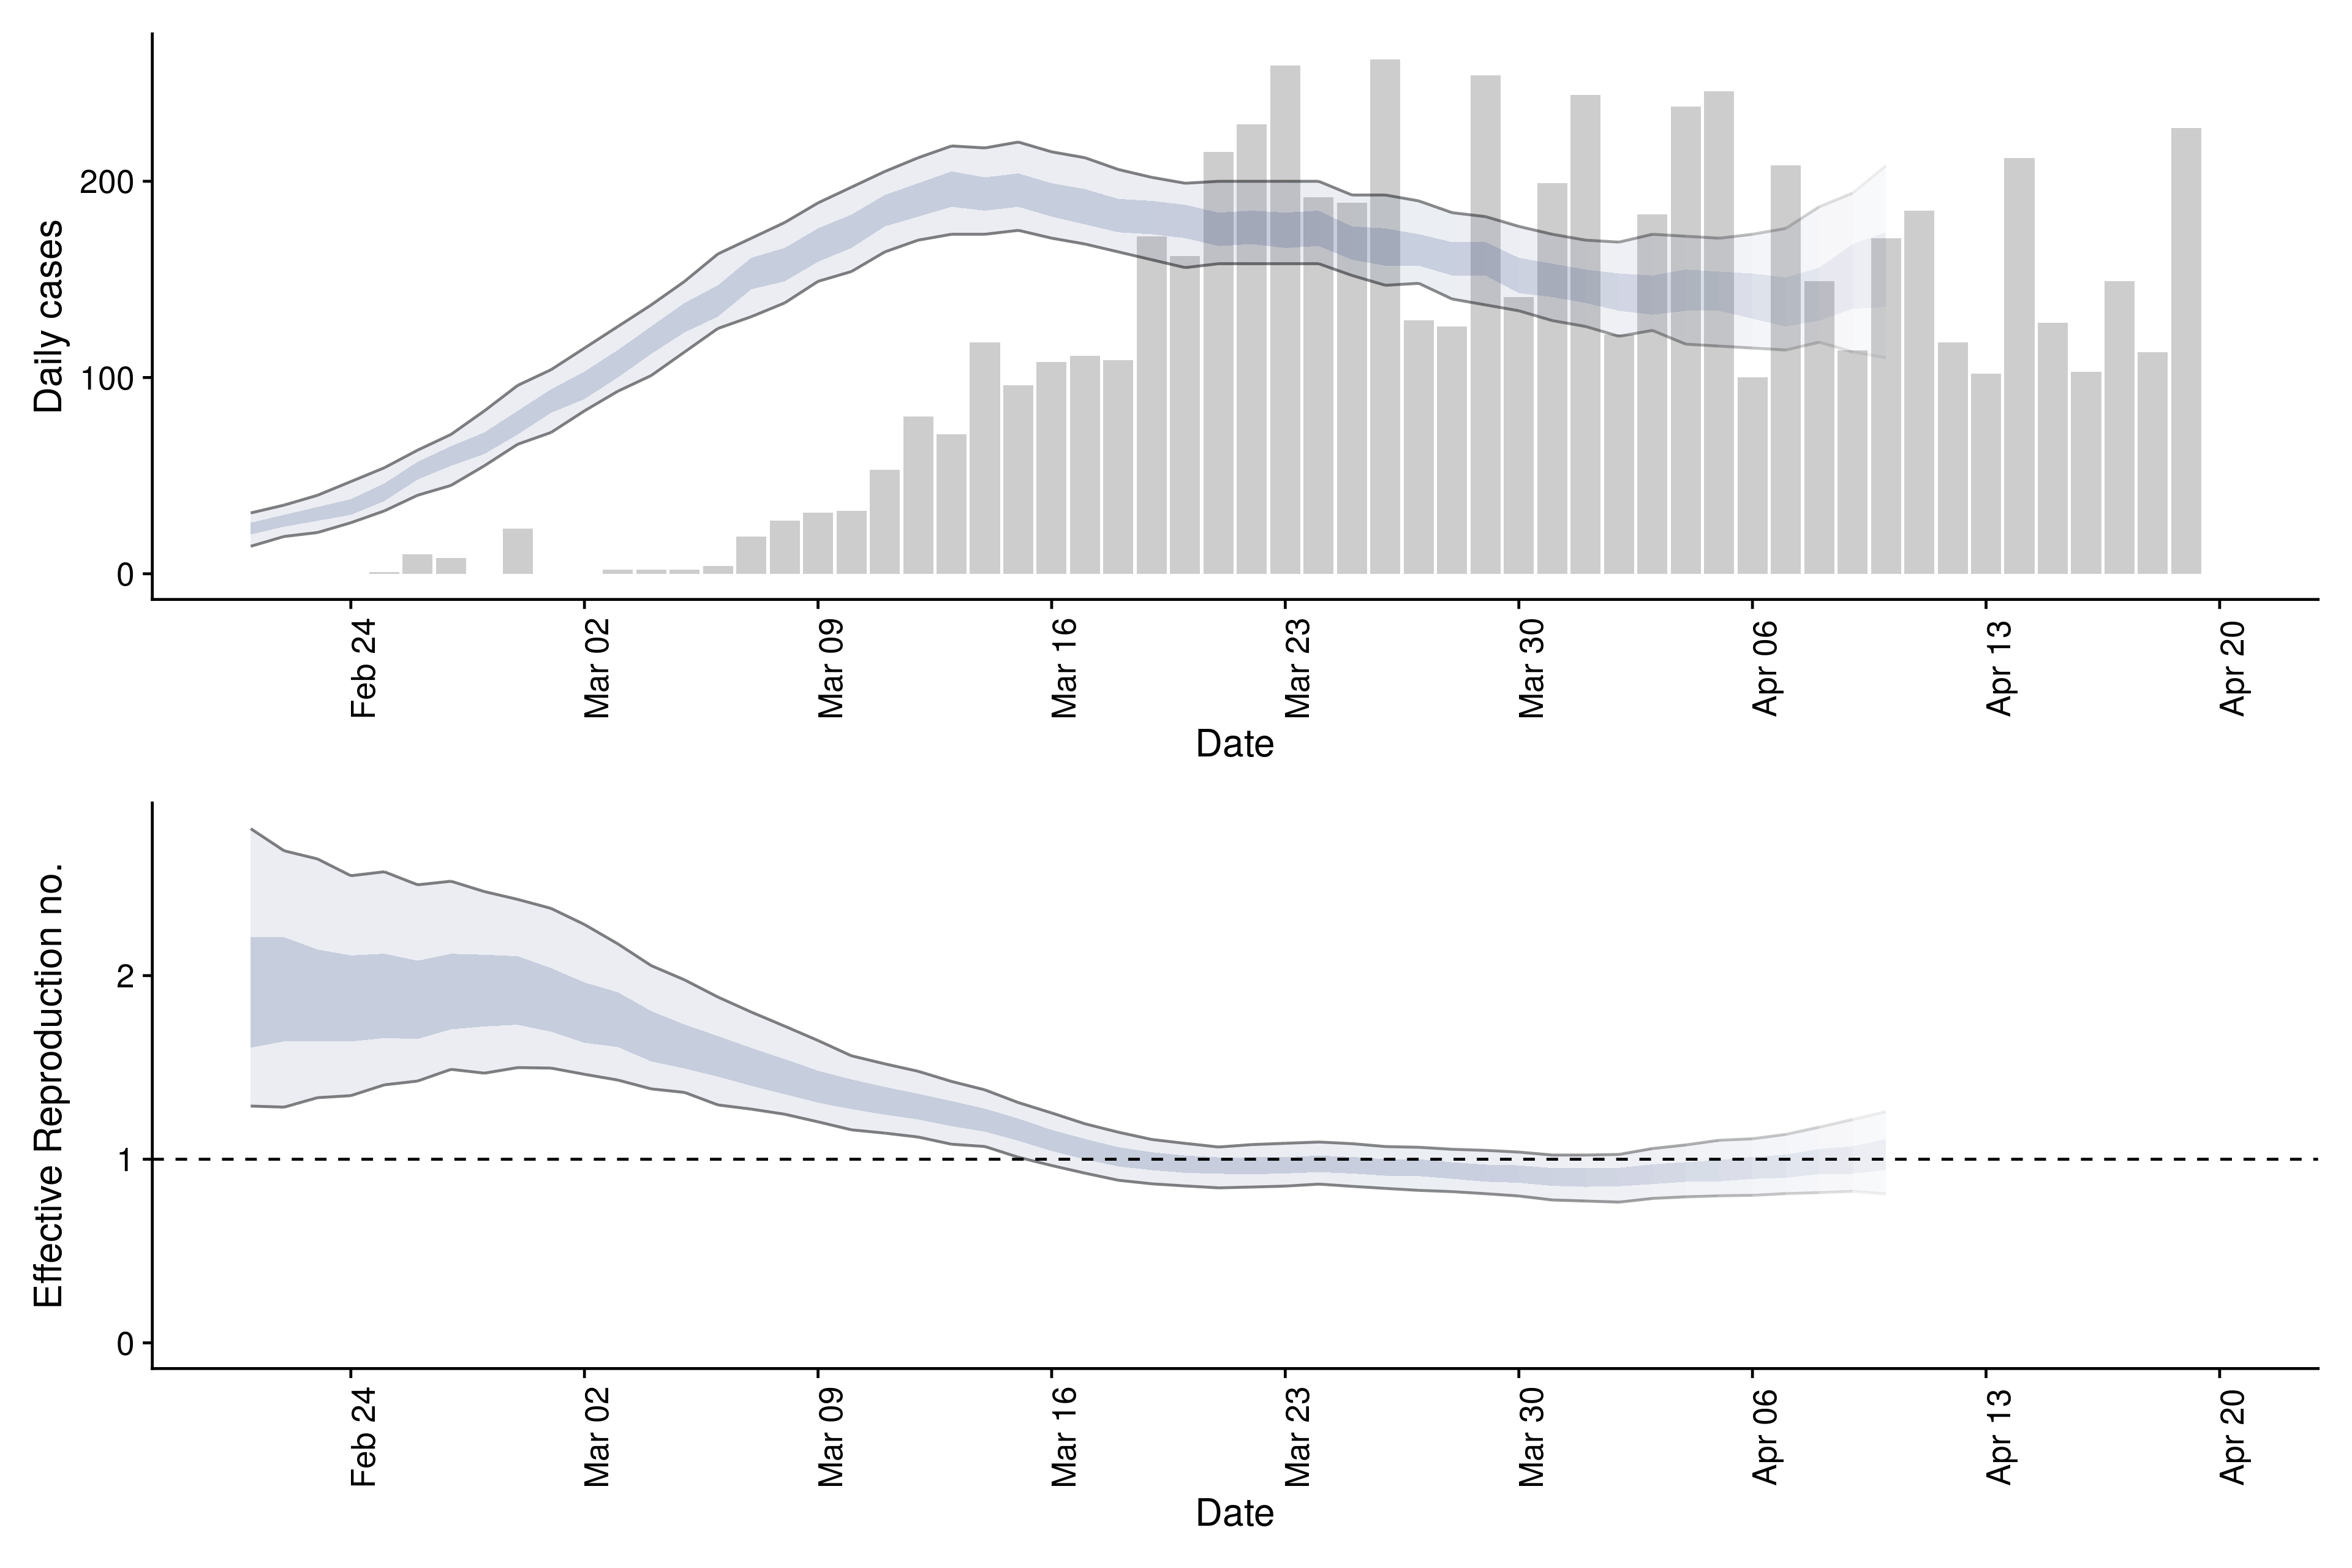 Daily cases
200
100
0
Feb 24
Mar 02
Mar 09
Mar 16
Mar 23
Mar 30
Apr 06
Apr 13
Apr 20
Date
Effective Reproduction no.
2
1
0
Feb 24
Mar 02
Mar 09
Mar 16
Mar 23
Mar 30
Apr 06
Apr 13
Apr 20
Date